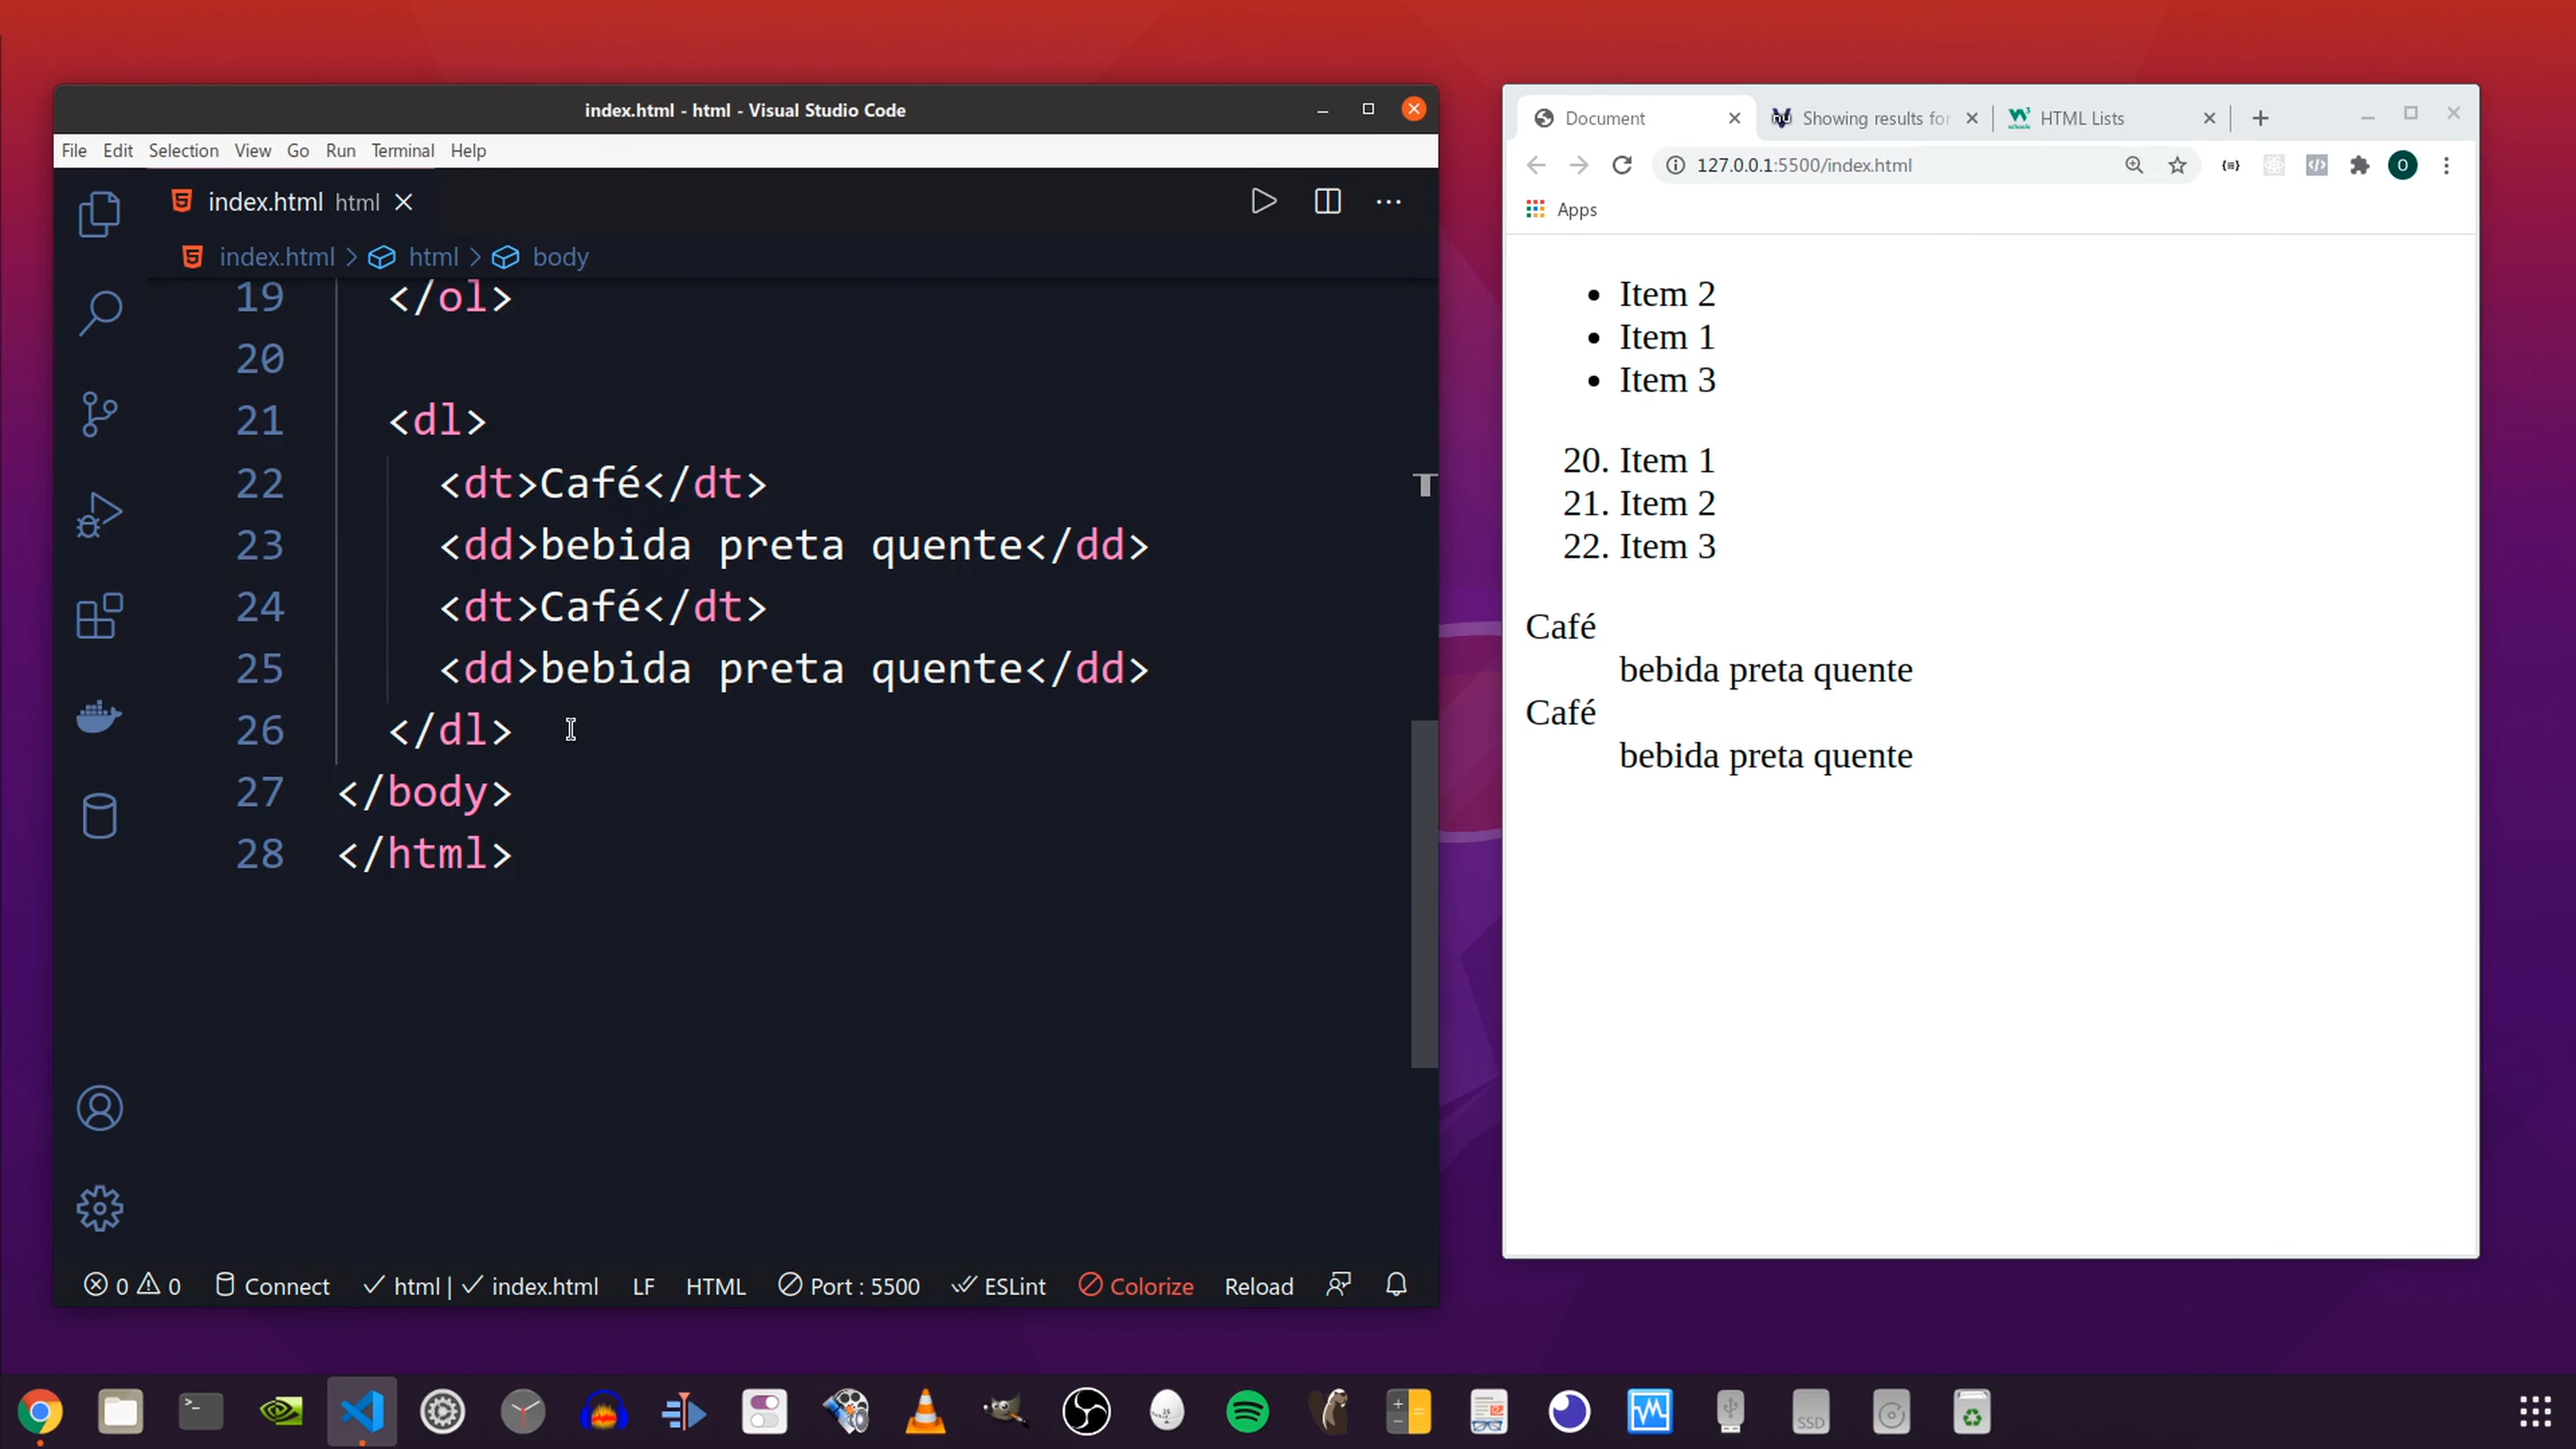 index.html - html - Visual Studio Code
File Edit Selection View Go Run Terminal Help
index.html html
index.html > html > body
19 </ol>
20
21 <dl>
22 <dt>Café</dt>
23 <dd>bebida preta quente</dd>
24 <dt>Café</dt>
25 <dd>bebida preta quente</dd>
26 </dl>
27 </body>
28 </html>
0 0 Connect html | index.html LF HTML Port : 5500 ESLint Colorize Reload
Document Showing results for HTML Lists
127.0.0.1:5500/index.html O
Apps
• Item 2
• Item 1
• Item 3
20. Item 1
21. Item 2
22. Item 3
Café
bebida preta quente
Café
bebida preta quente
SSD